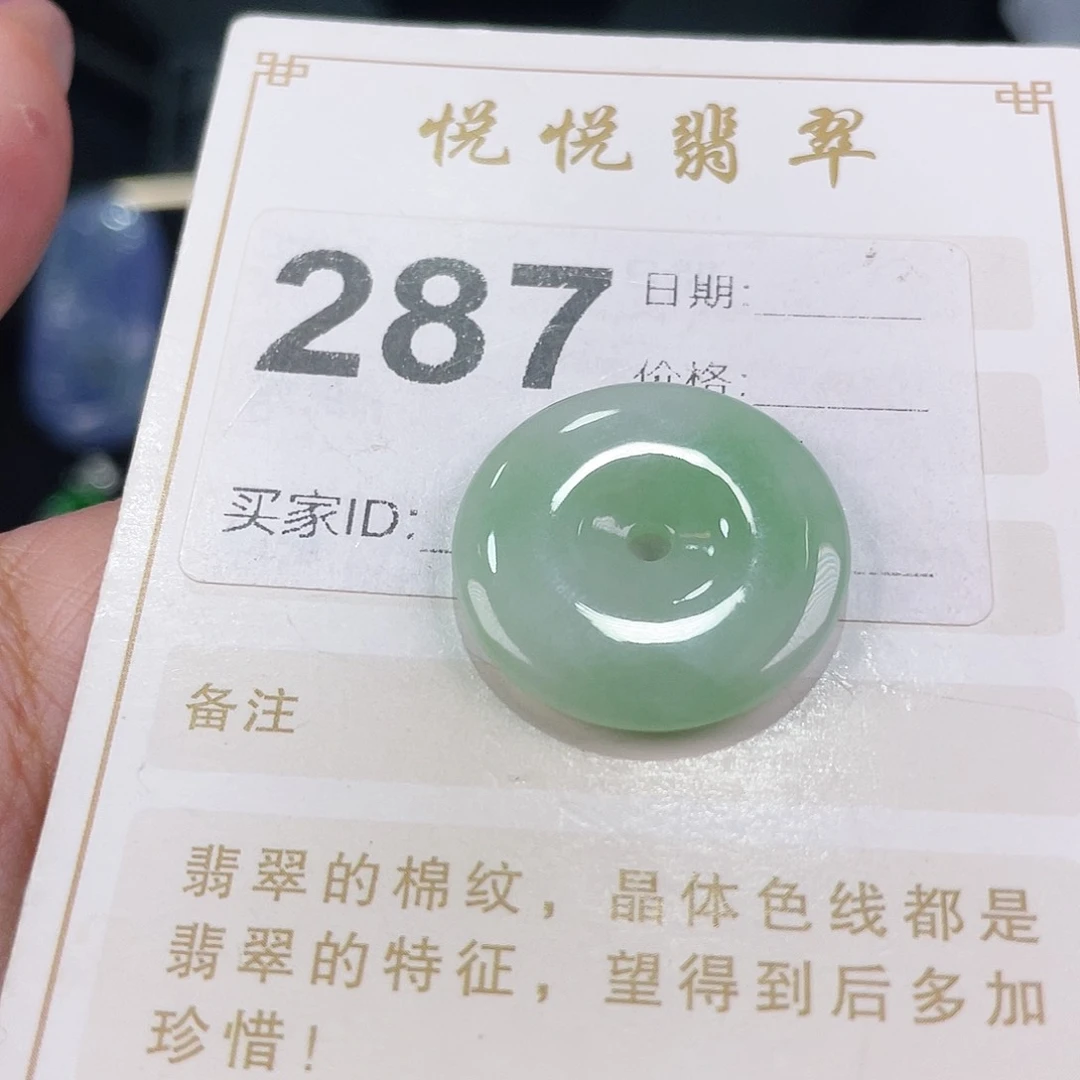 悦悦翡翠
287
日期:
价格:
买家ID:
备注
翡翠的棉纹，晶体色线都是
翡翠的特征，望得到后多加
珍惜！